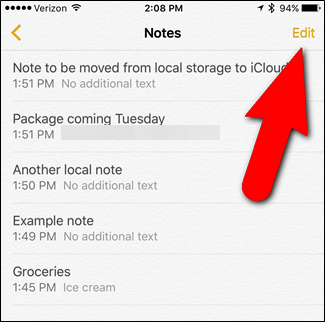 Verizon 2:08 PM 94%
Notes Edit
Note to be moved from local storage to iCloud
1:51 PM No additional text
Package coming Tuesday
1:51 PM
Another local note
1:50 PM No additional text
Example note
1:49 PM No additional text
Groceries
1:45 PM Ice cream